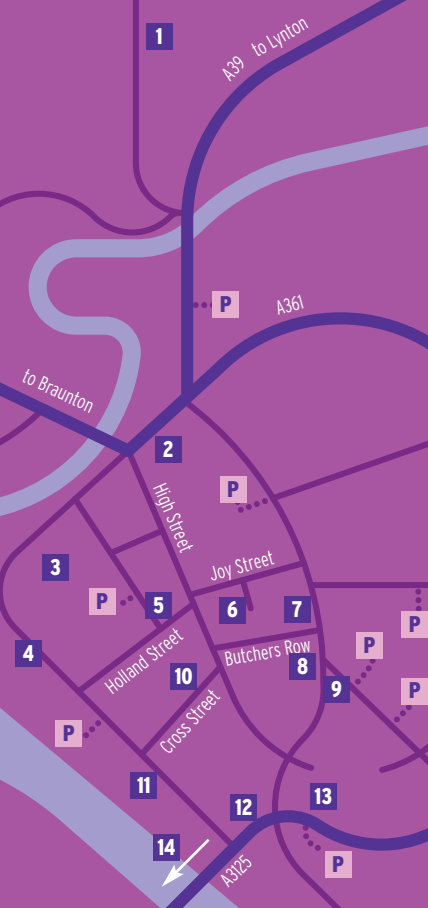 1
A39 to Lynton
P
A361
to Braunton
2
P
High Street
3
Joy Street
P
5
6
7
P
4
Holland Street
Butchers Row
P
8
10
9
P
Cross Street
P
11
13
12
14
A3125
P